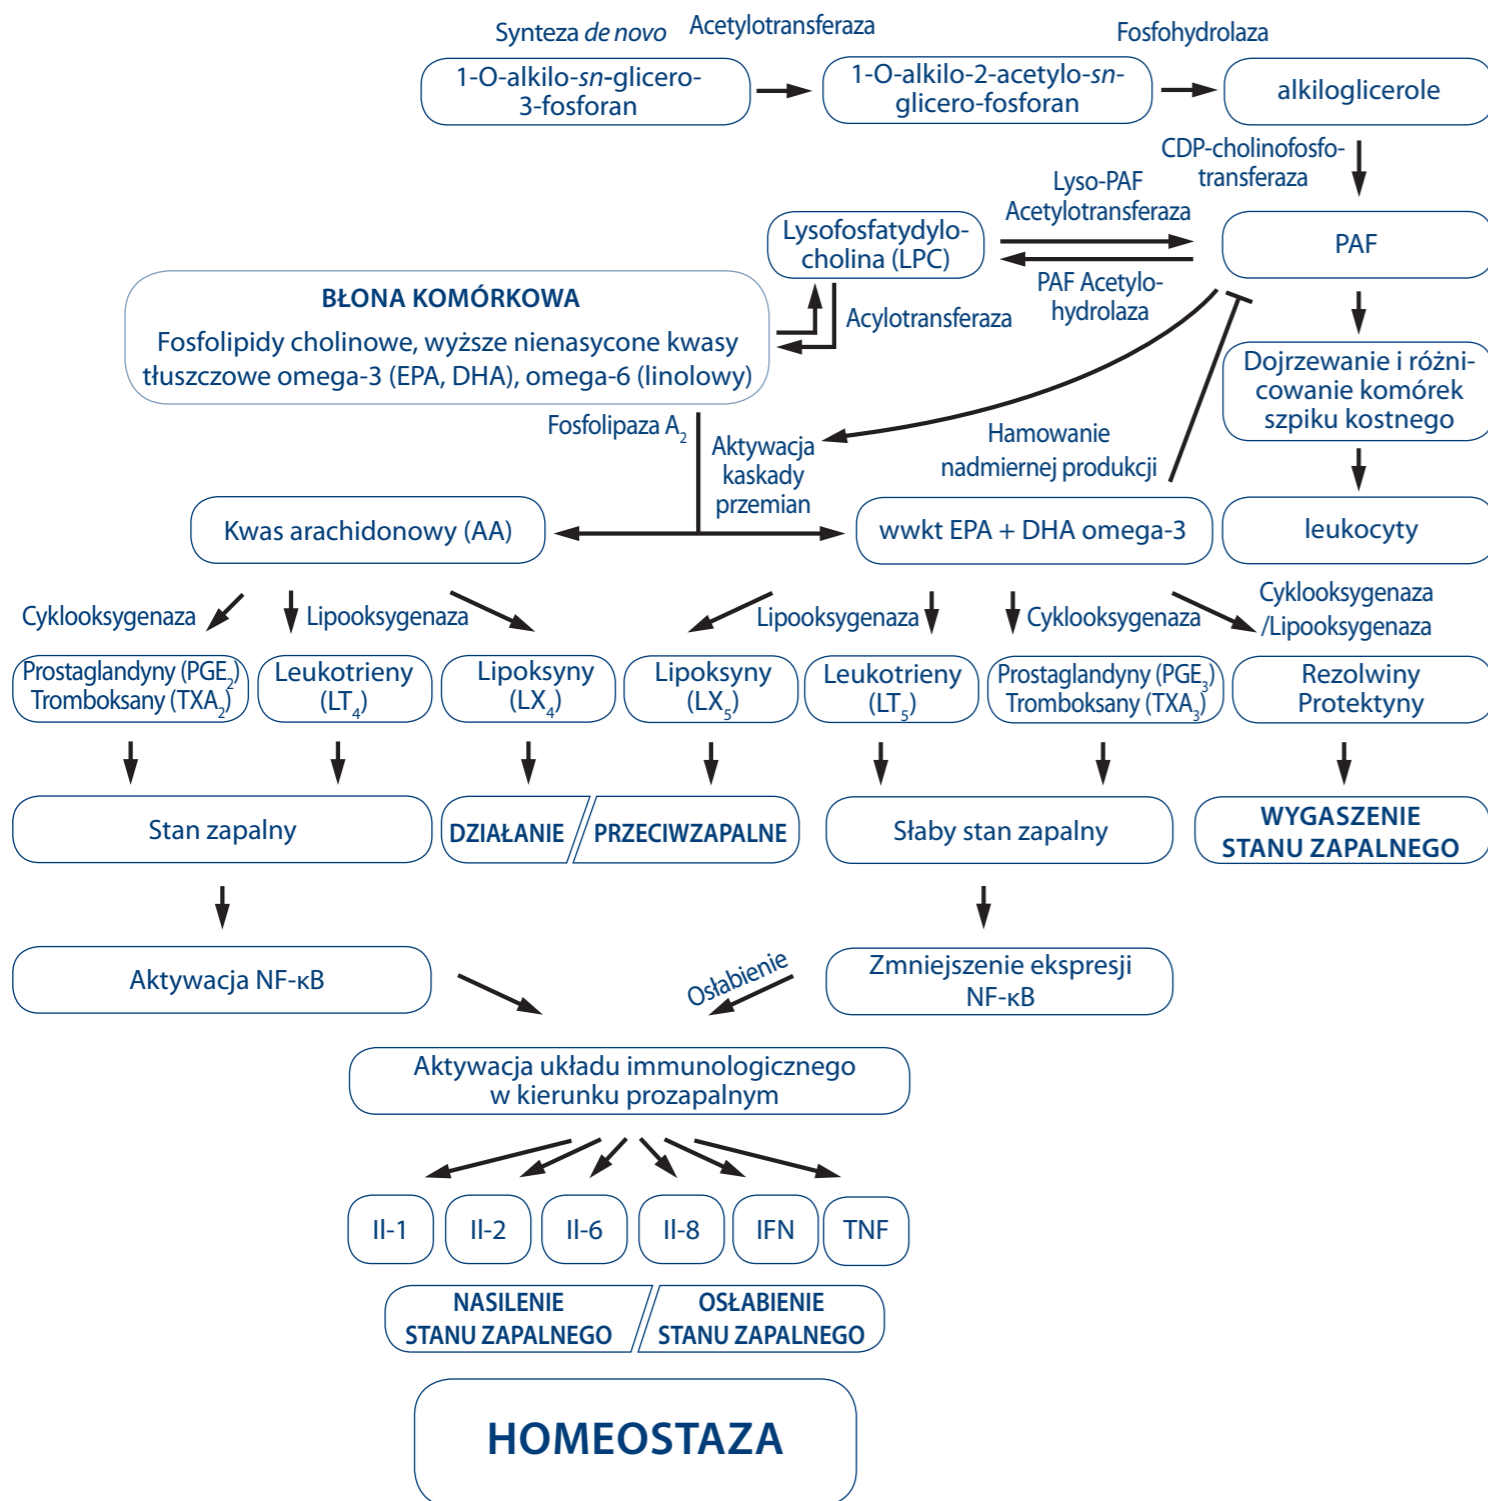 Synteza de novo
Acetylotransferaza
Fosfohydrolaza
1-O-alkilo-sn-glicero-
3-fosforan
1-O-alkilo-2-acetylo-sn-
glicero-fosforan
alkiloglicerole
CDP-cholinofosfo-
transferaza
Lyso-PAF
Acetylotransferaza
Lysofosfatydylo-
cholina (LPC)
PAF
PAF Acetylo-
hydrolaza
Acylotransferaza
BŁONA KOMÓRKOWA
Fosfolipidy cholinowe, wyższe nienasycone kwasy
tłuszczowe omega-3 (EPA, DHA), omega-6 (linolowy)
Dojrzewanie i różni-
cowanie komórek
szpiku kostnego
Fosfolipaza A₂
Aktywacja
kaskady
przemian
Hamowanie
nadmiernej produkcji
Kwas arachidonowy (AA)
wwkt EPA + DHA omega-3
leukocyty
Cyklooksygenaza
Lipooksygenaza
Lipooksygenaza
Cyklooksygenaza
Cyklooksygenaza
/Lipooksygenaza
Prostaglandyny (PGE₂)
Tromboksany (TXA₂)
Leukotrieny
(LT₄)
Lipoksyny
(LX₄)
Lipoksyny
(LX₅)
Leukotrieny
(LT₅)
Prostaglandyny (PGE₃)
Tromboksany (TXA₃)
Rezolwiny
Protektyny
Stan zapalny
DZIAŁANIE
PRZECIWZAPALNE
Słaby stan zapalny
WYGASZENIE
STANU ZAPALNEGO
Aktywacja NF-κB
Osłabienie
Zmniejszenie ekspresji
NF-κB
Aktywacja układu immunologicznego
w kierunku prozapalnym
Il-1
Il-2
Il-6
Il-8
IFN
TNF
NASILENIE
STANU ZAPALNEGO
OSŁABIENIE
STANU ZAPALNEGO
HOMEOSTAZA